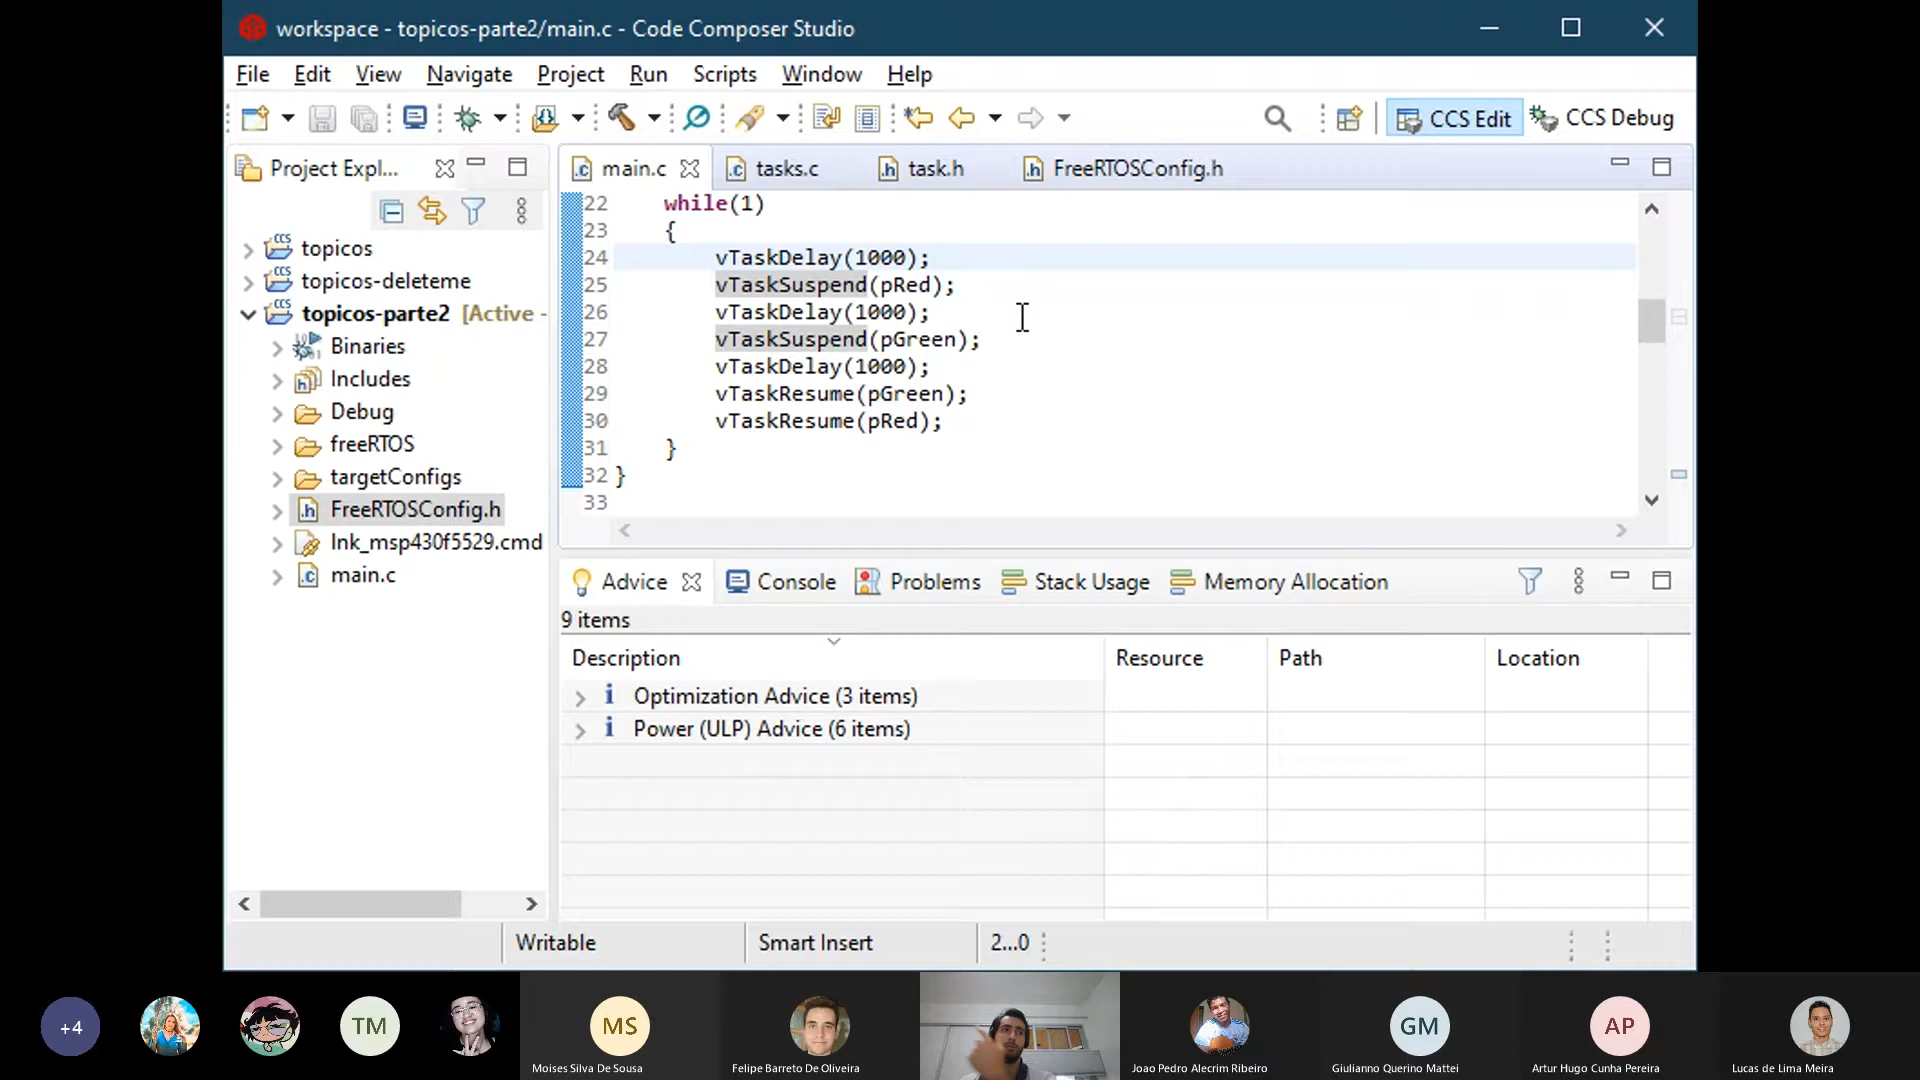 workspace - topicos-parte2/main.c - Code Composer Studio
File Edit View Navigate Project Run Scripts Window Help
CCS Edit CCS Debug
Project Expl...
main.c tasks.c task.h FreeRTOSConfig.h
topicos
topicos-deleteme
topicos-parte2 [Active -
Binaries
Includes
Debug
freeRTOS
targetConfigs
FreeRTOSConfig.h
lnk_msp430f5529.cmd
main.c
22 while(1)
23 {
24 vTaskDelay(1000);
25 vTaskSuspend(pRed);
26 vTaskDelay(1000);
27 vTaskSuspend(pGreen);
28 vTaskDelay(1000);
29 vTaskResume(pGreen);
30 vTaskResume(pRed);
31 }
32 }
33
Advice Console Problems Stack Usage Memory Allocation
9 items
Description Resource Path Location
Optimization Advice (3 items)
Power (ULP) Advice (6 items)
Writable Smart Insert 2...0
+4 TM MS GM AP
Moises Silva De Sousa Felipe Barreto De Oliveira Joao Pedro Alecrim Ribeiro Giulianno Querino Mattei Artur Hugo Cunha Pereira Lucas de Lima Meira